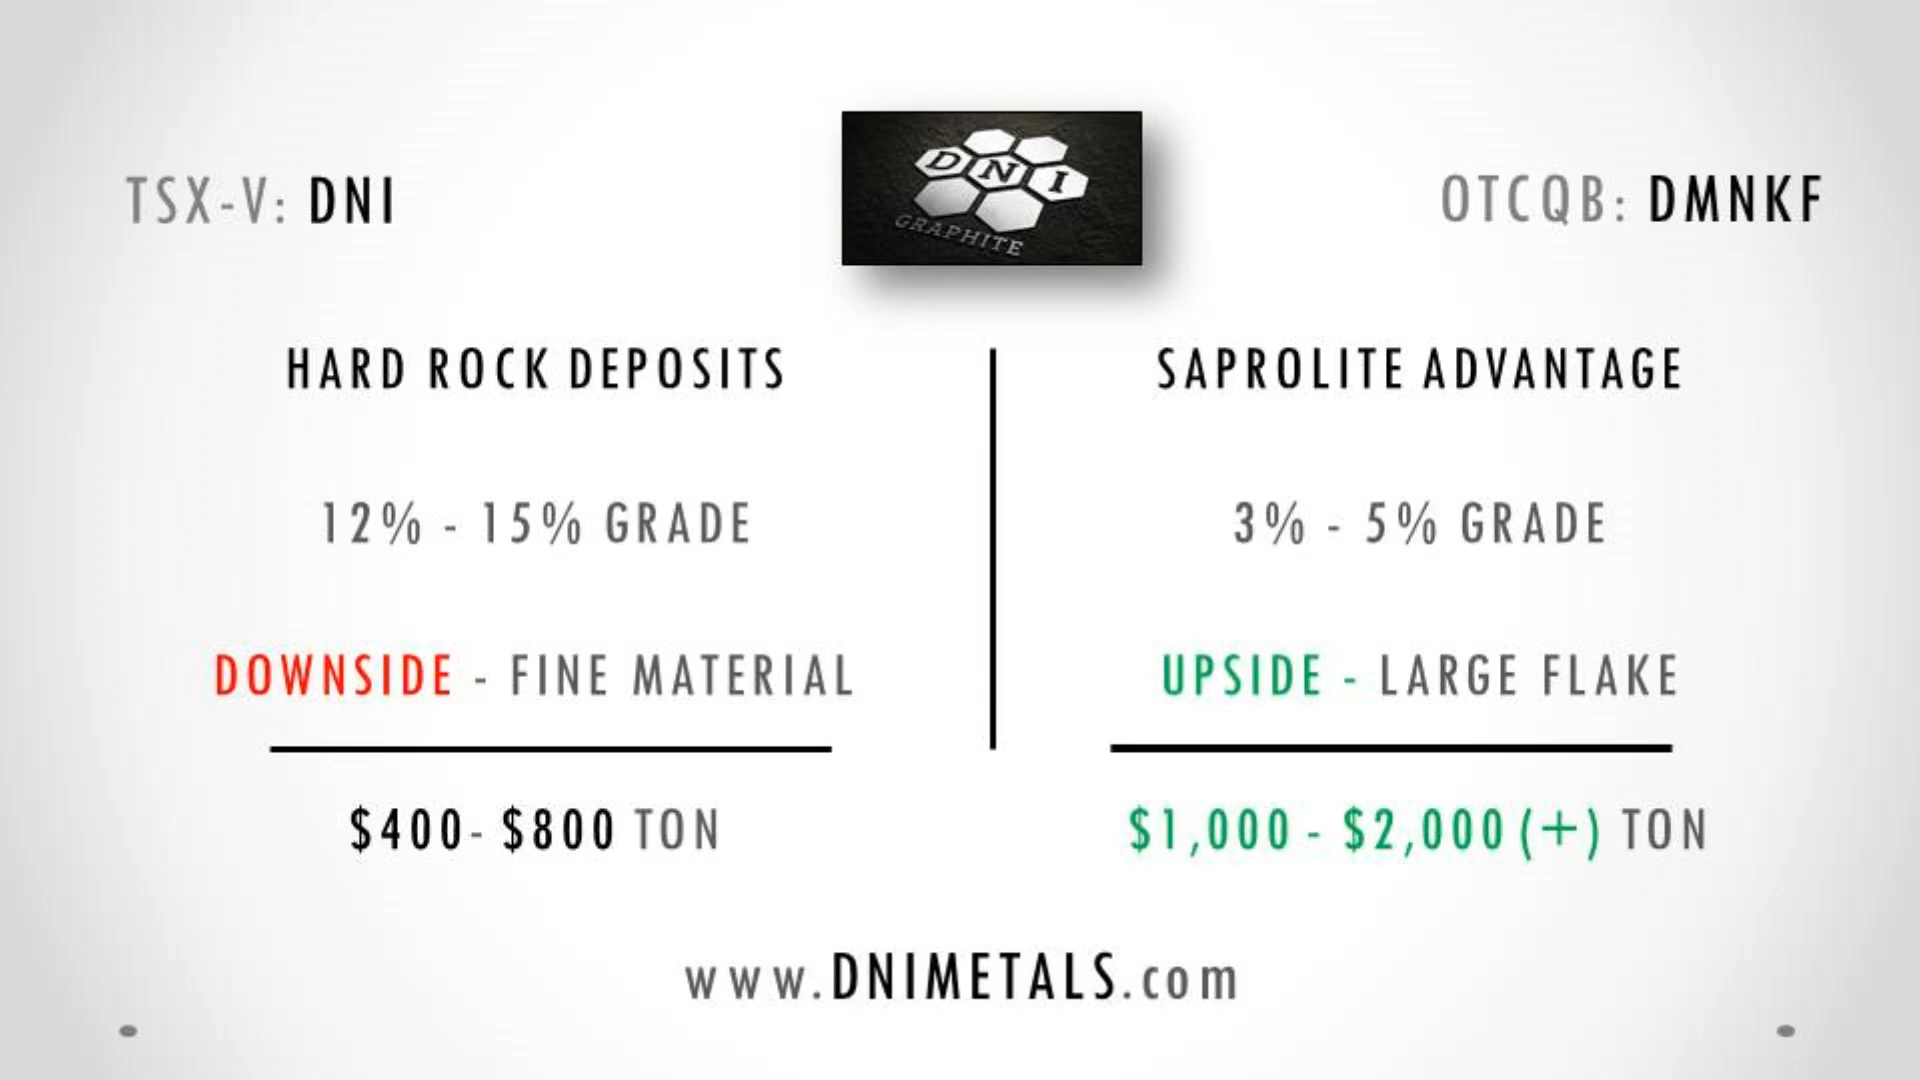 DNI
GRAPHITE
TSX-V: DNI
OTCQB: DMNKF
HARD ROCK DEPOSITS
12% - 15% GRADE
DOWNSIDE - FINE MATERIAL
$400- $800 TON
SAPROLITE ADVANTAGE
3% - 5% GRADE
UPSIDE - LARGE FLAKE
$1,000 - $2,000 (+) TON
www.DNIMETALS.com